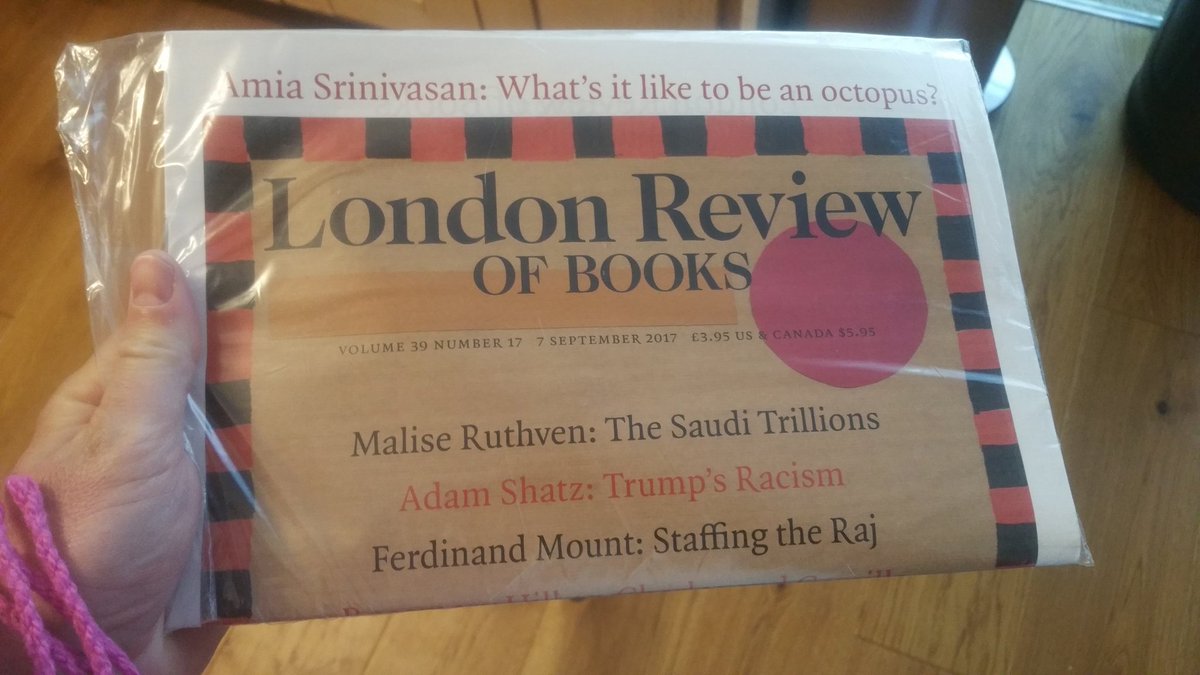 Amia Srinivasan: What's it like to be an octopus?
London Review
OF BOOKS
VOLUME 39 NUMBER 17 7 SEPTEMBER 2017 £3.95 US & CANADA $5.95
Malise Ruthven: The Saudi Trillions
Adam Shatz: Trump's Racism
Ferdinand Mount: Staffing the Raj